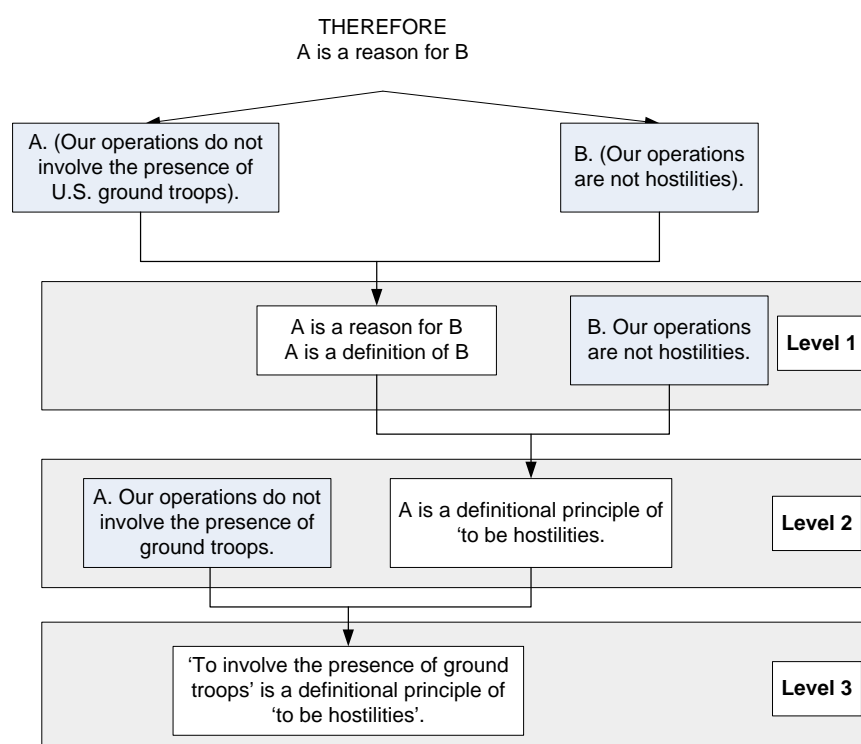 THEREFORE
A is a reason for B
A. (Our operations do not
involve the presence of
U.S. ground troops).
B. (Our operations
are not hostilities).
A is a reason for B
A is a definition of B
B. Our operations
are not hostilities.
Level 1
A. Our operations do not
involve the presence of
ground troops.
A is a definitional principle of
‘to be hostilities.
Level 2
‘To involve the presence of ground
troops’ is a definitional principle of
‘to be hostilities’.
Level 3